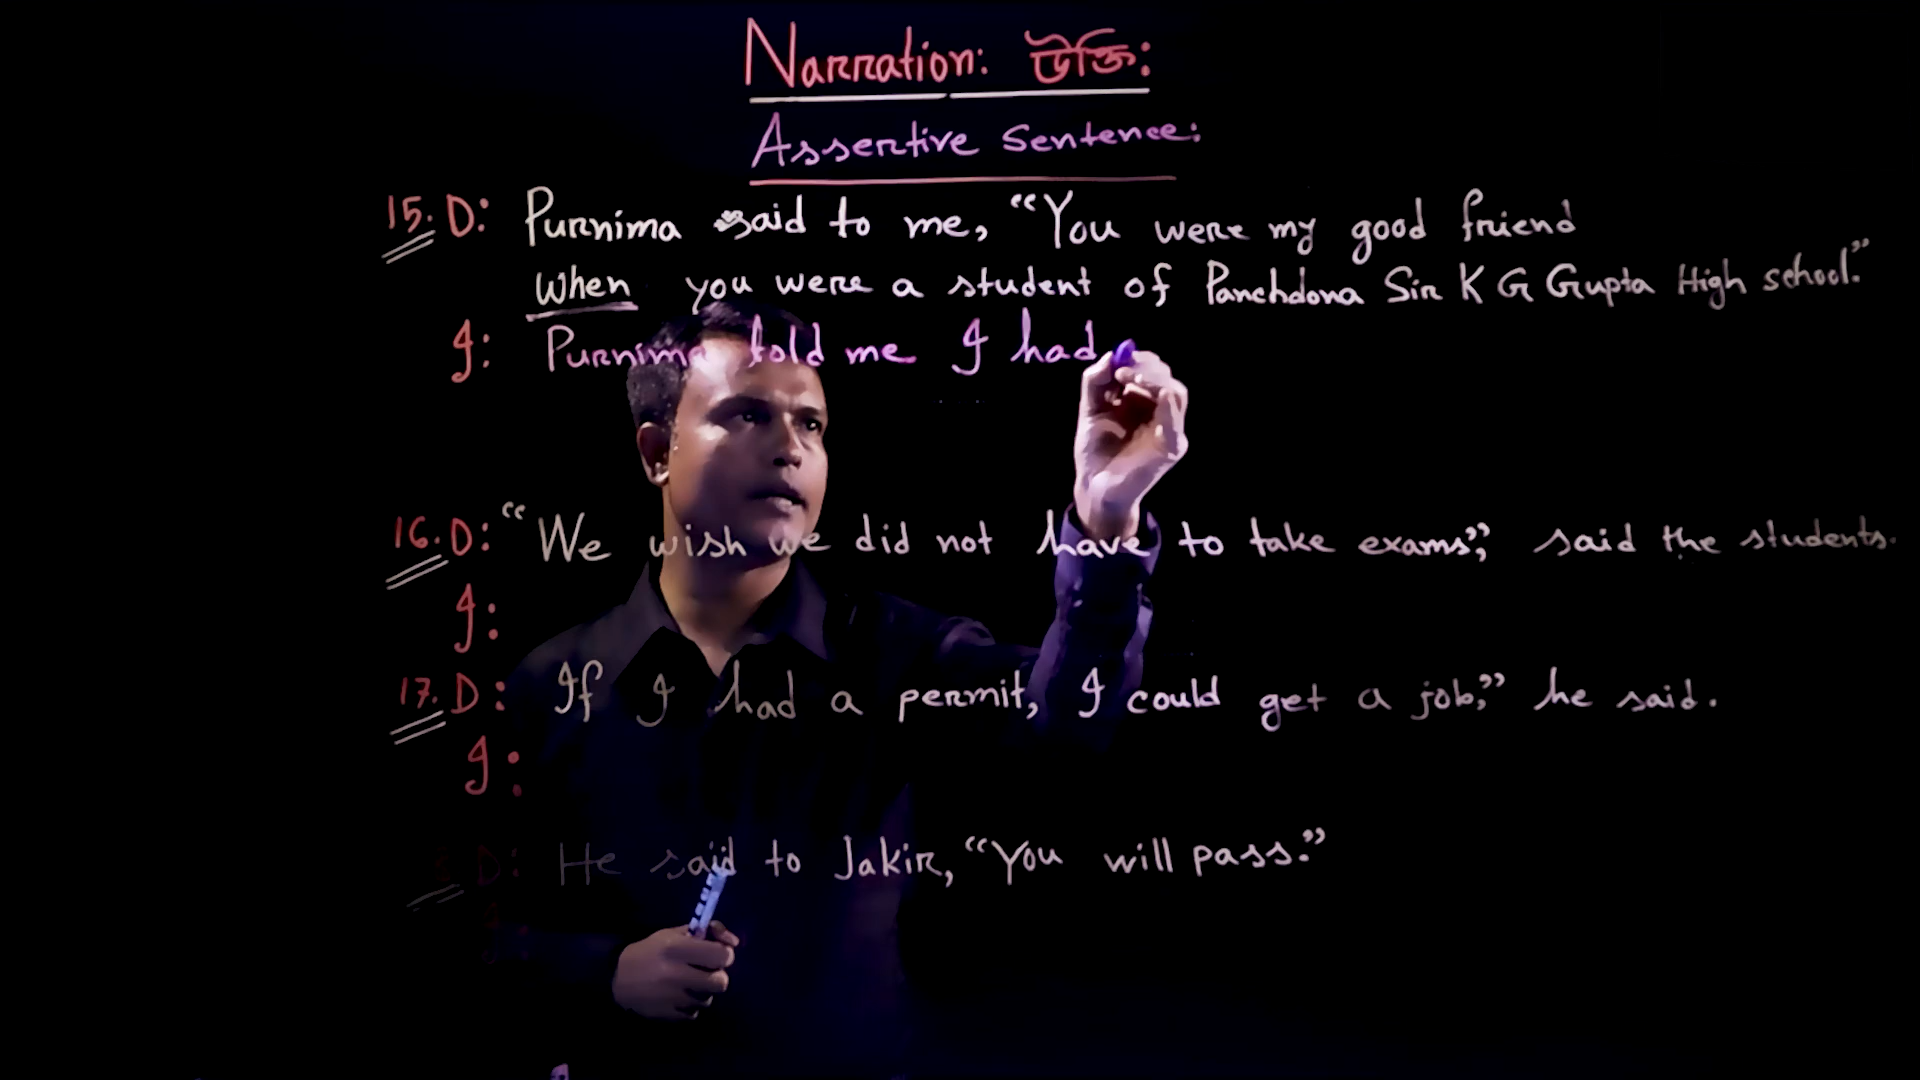 Narration: উক্তি:
Assertive Sentence:
15. D: Purnima said to me, “You were my good friend
When you were a student of Panchdona Sir K G Gupta High school.”
I: Purnima told me I had
16. D: “We wish we did not have to take exams”, said the students.
I:
17. D: If I had a permit, I could get a job,” he said.
I:
D: He said to Jakir, “You will pass.”